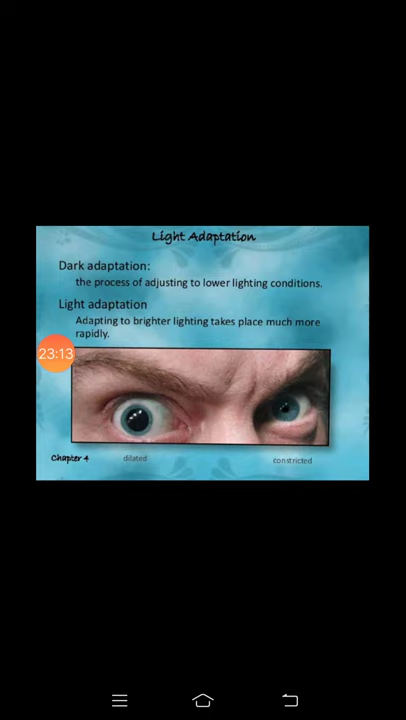 Light Adaptation
Dark adaptation:
the process of adjusting to lower lighting conditions.
Light adaptation
Adapting to brighter lighting takes place much more
rapidly.
23:13
Chapter 4
dilated
constricted